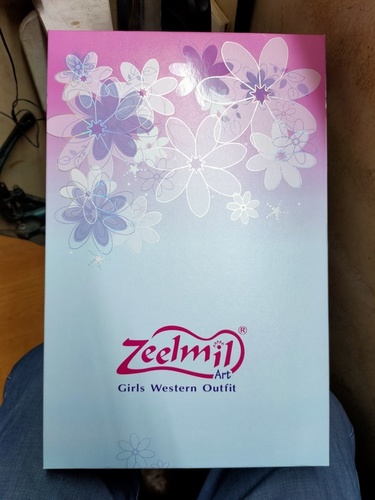 Zeelmil®
Art
Girls Western Outfit